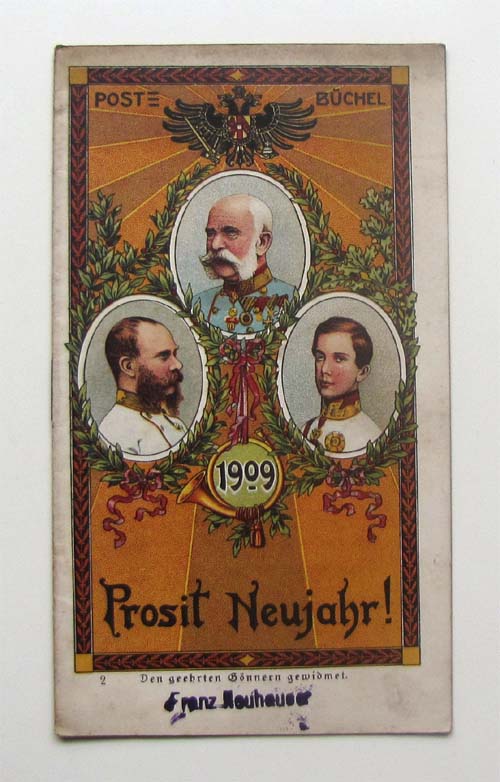 POST BÜCHEL
1909
Prosit Neujahr!
2 Den geehrten Gönnern gewidmet.
Franz Neuhauser